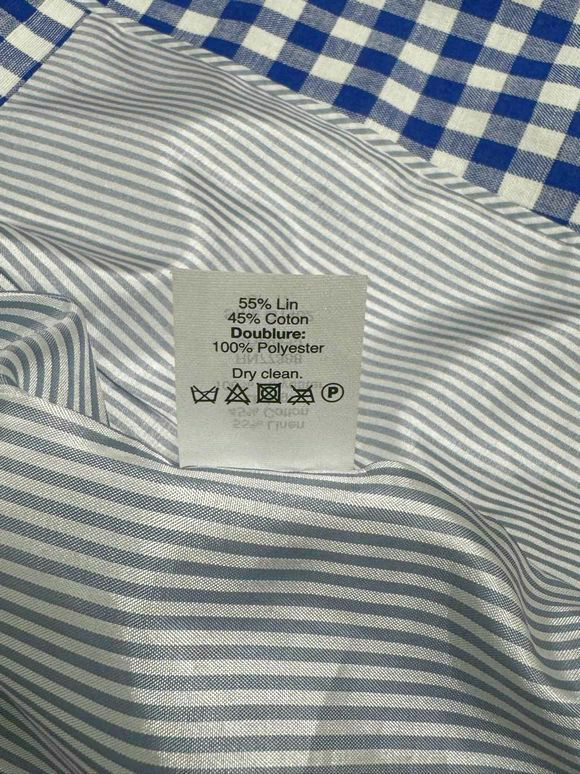 55% Lin
45% Coton
Doublure:
100% Polyester
Dry clean.
P